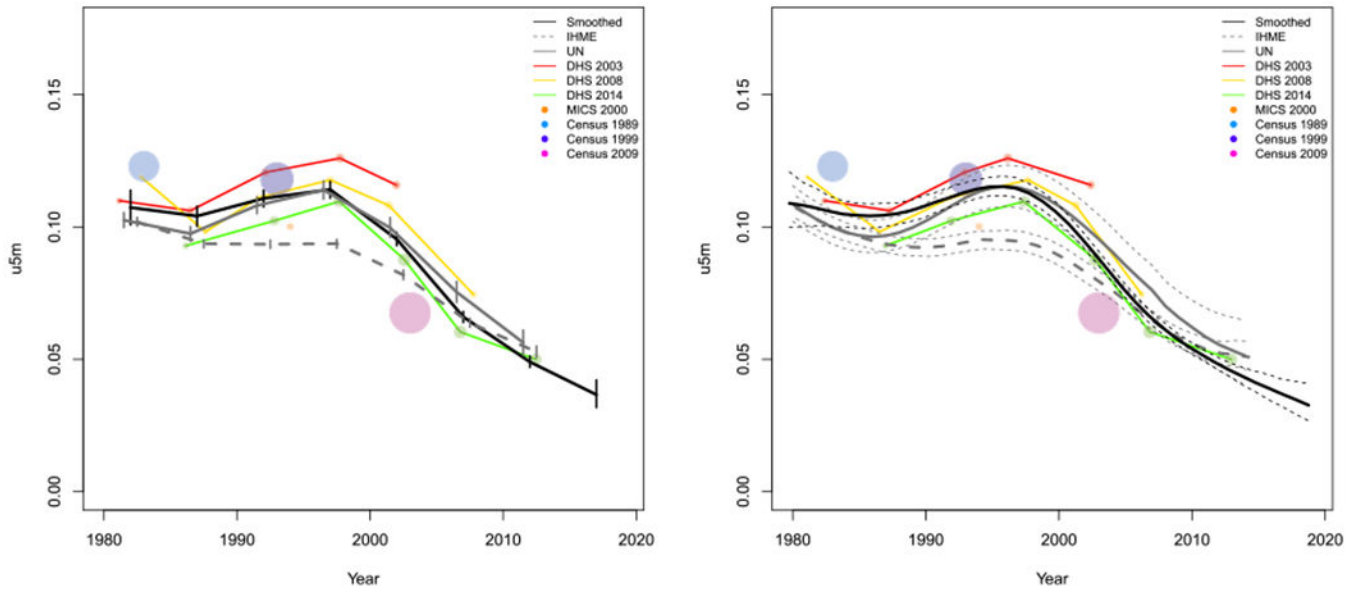 Smoothed
IHME
UN
DHS 2003
DHS 2008
DHS 2014
MICS 2000
Census 1989
Census 1999
Census 2009
u5m
0.15
0.10
0.05
0.00
1980 1990 2000 2010 2020
Year
Smoothed
IHME
UN
DHS 2003
DHS 2008
DHS 2014
MICS 2000
Census 1989
Census 1999
Census 2009
u5m
0.15
0.10
0.05
0.00
1980 1990 2000 2010 2020
Year